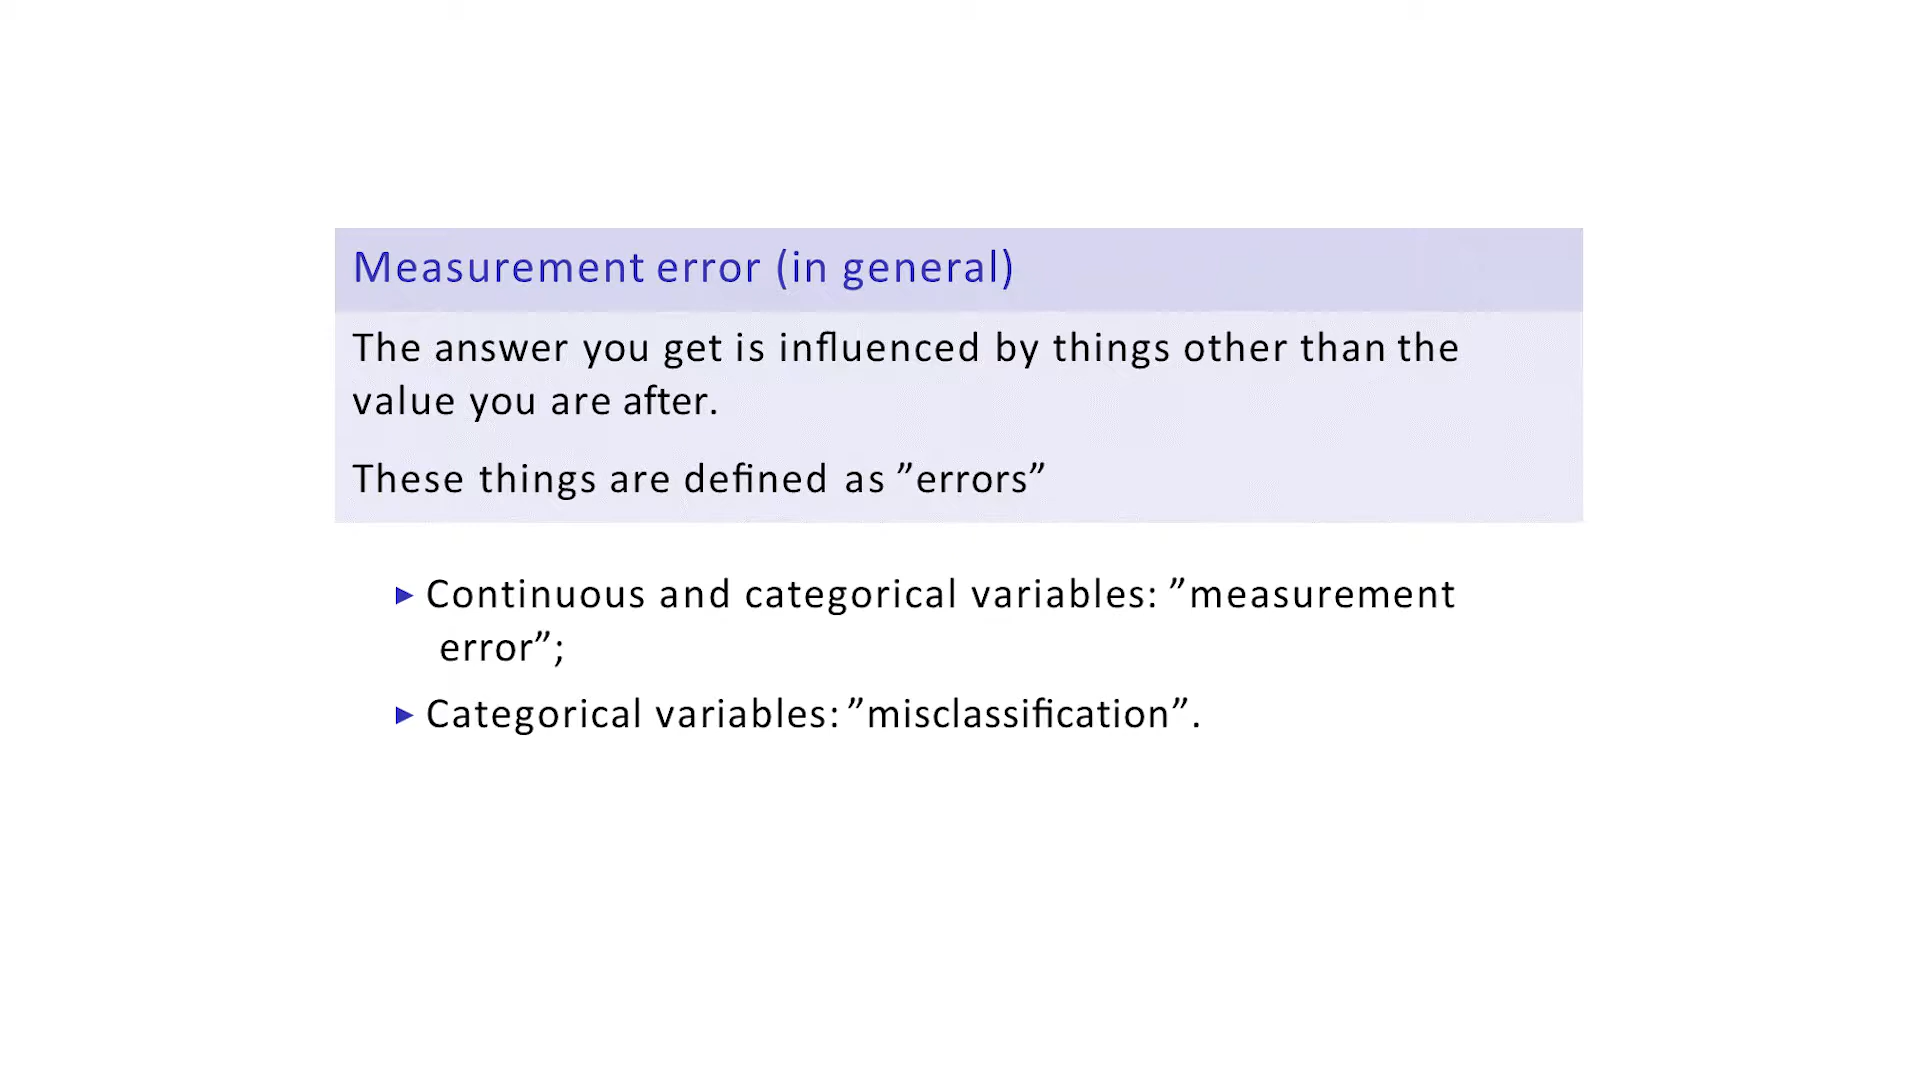 Measurement error (in general)
The answer you get is influenced by things other than the
value you are after.
These things are defined as ”errors”
▶ Continuous and categorical variables: ”measurement
error”;
▶ Categorical variables: ”misclassification”.